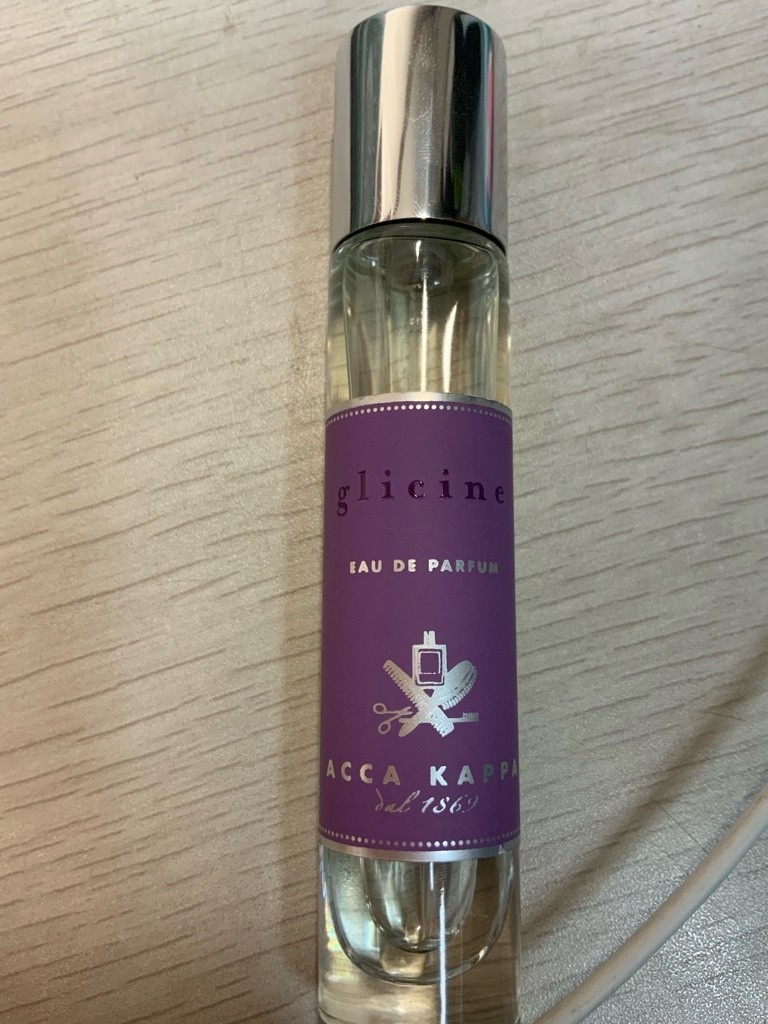 glicine
EAU DE PARFUM
ACCA KAPPA
dal 1869